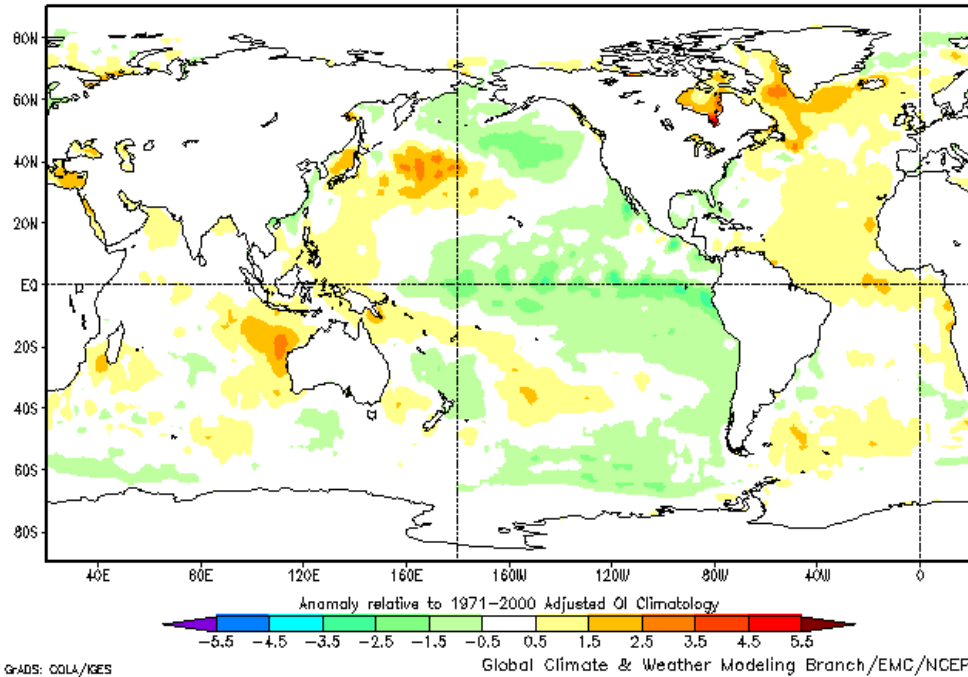 80N
60N
40N
20N
EQ
20S
40S
60S
80S
40E 80E 120E 160E 160W 120W 80W 40W 0
Anamaly relative to 1971-2000 Adjusted OI Climatology
-5.5 -4.5 -3.5 -2.5 -1.5 -0.5 0.5 1.5 2.5 3.5 4.5 5.5
GrADS: COLA/IGES
Global Climate & Weather Modeling Branch/EMC/NCEP